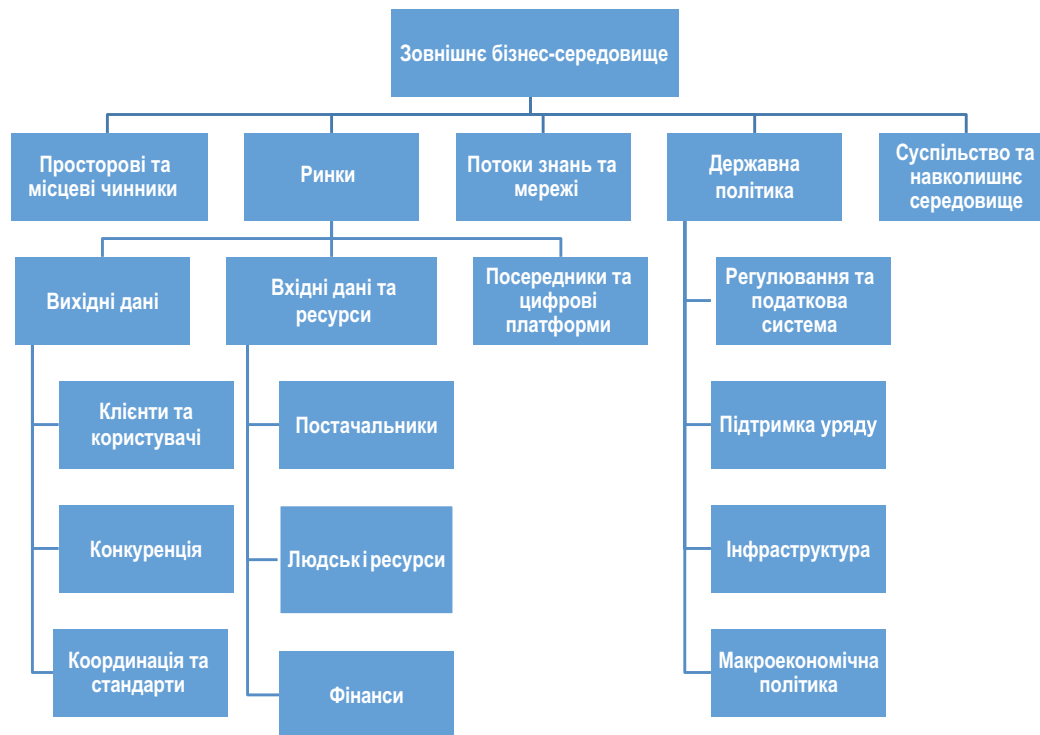 Зовнішнє бізнес-середовище
Просторові та
місцеві чинники
Ринки
Потоки знань та
мережі
Державна
політика
Суспільство та
навколишнє
середовище
Вихідні дані
Вхідні дані та
ресурси
Посередники та
цифрові
платформи
Регулювання та
податкова
система
Клієнти та
користувачі
Постачальники
Підтримка уряду
Конкуренція
Людськ і ресурси
Інфраструктура
Координація та
стандарти
Фінанси
Макроекономічна
політика